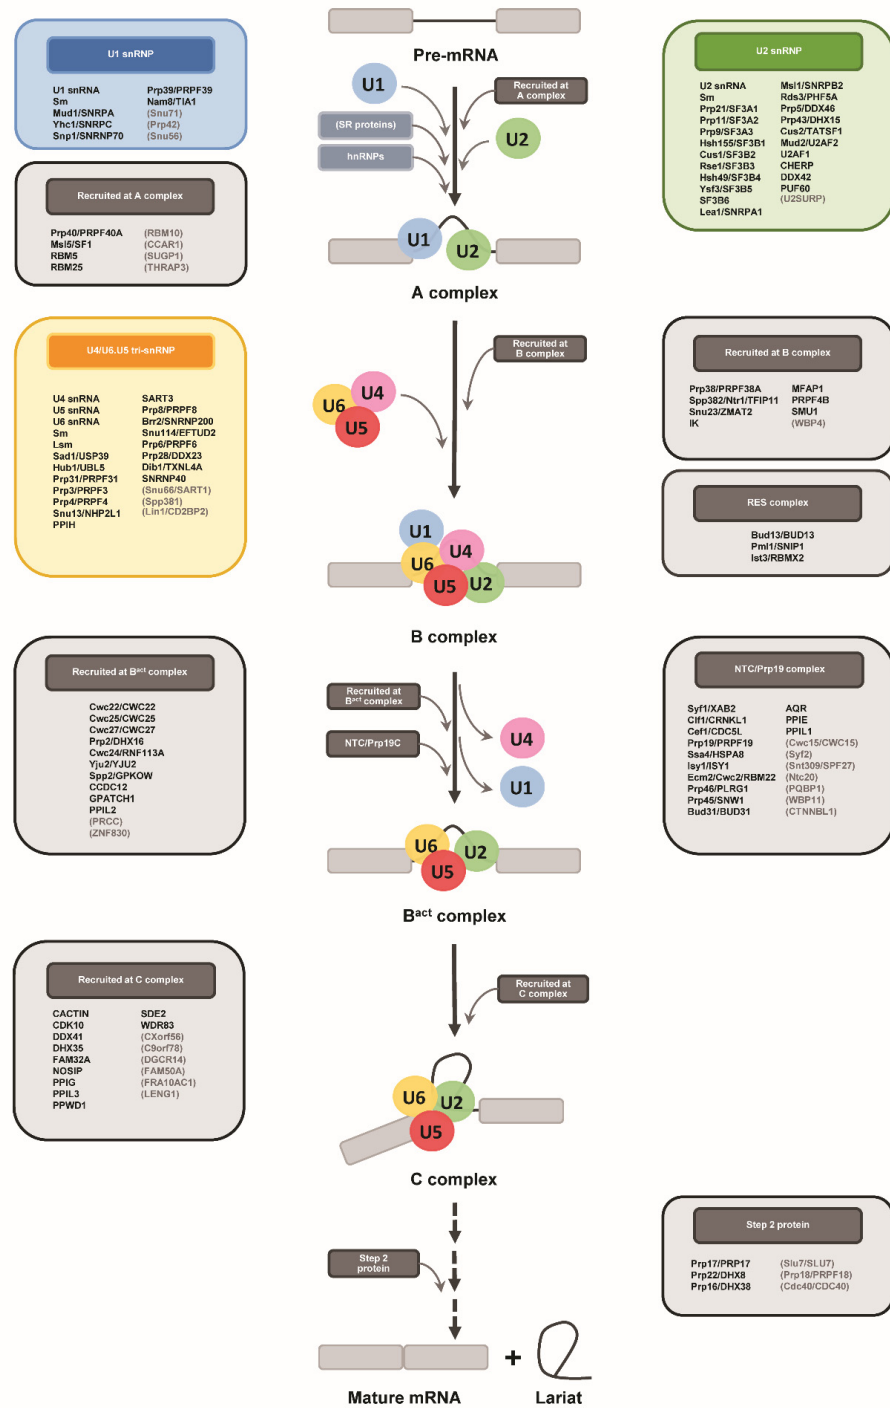 Pre-mRNA
U1 snRNP
U1 snRNA
Sm
Mud1/SNRPA
Yhc1/SNRPC
Snp1/SNRNP70
Prp39/PRPF39
Nam8/TIA1
(Snu71)
(Prp42)
(Snu56)
U1
Recruited at
A complex
(SR proteins)
U2
hnRNPs
U2 snRNP
U2 snRNA
Sm
Prp21/SF3A1
Prp11/SF3A2
Prp9/SF3A3
Hsh155/SF3B1
Cus1/SF3B2
Rse1/SF3B3
Hsh49/SF3B4
Ysf3/SF3B5
SF3B6
Lea1/SNRPA1
Msl1/SNRPB2
Rds3/PHF5A
Prp5/DDX46
Prp43/DHX15
Cus2/TATSF1
Mud2/U2AF2
U2AF1
CHERP
DDX42
PUF60
(U2SURP)
Recruited at A complex
Prp40/PRPF40A
Msl5/SF1
RBM5
RBM25
(RBM10)
(CCAR1)
(SUGP1)
(THRAP3)
U1
U2
A complex
U4/U6.U5 tri-snRNP
U4 snRNA
U5 snRNA
U6 snRNA
Sm
Lsm
Sad1/USP39
Hub1/UBL5
Prp31/PRPF31
Prp3/PRPF3
Prp4/PRPF4
Snu13/NHP2L1
PPIH
SART3
Prp8/PRPF8
Brr2/SNRNP200
Snu114/EFTUD2
Prp6/PRPF6
Prp28/DDX23
Dib1/TXNL4A
SNRNP40
(Snu66/SART1)
(Spp381)
(Lin1/CD2BP2)
Recruited at
B complex
U4
U6
U5
Recruited at B complex
Prp38/PRPF38A
Spp382/Ntr1/TFIP11
Snu23/ZMAT2
IK
MFAP1
PRPF4B
SMU1
(WBP4)
RES complex
Bud13/BUD13
Pml1/SNIP1
Ist3/RBMX2
U1
U4
U6
U5
U2
B complex
Recruited at Bact complex
Cwc22/CWC22
Cwc25/CWC25
Cwc27/CWC27
Prp2/DHX16
Cwc24/RNF113A
Yju2/YJU2
Spp2/GPKOW
CCDC12
GPATCH1
PPIL2
(PRCC)
(ZNF830)
Recruited at
Bact complex
NTC/Prp19C
U4
U1
NTC/Prp19 complex
Syf1/XAB2
Clf1/CRNKL1
Cef1/CDC5L
Prp19/PRPF19
Ssa4/HSPA8
Isy1/ISY1
Ecm2/Cwc2/RBM22
Prp46/PLRG1
Prp45/SNW1
Bud31/BUD31
AQR
PPIE
PPIL1
(Cwc15/CWC15)
(Syf2)
(Snt309/SPF27)
(Ntc20)
(PQBP1)
(WBP11)
(CTNNBL1)
U6
U2
U5
Bact complex
Recruited at C complex
CACTIN
CDK10
DDX41
DHX35
FAM32A
NOSIP
PPIG
PPIL3
PPWD1
SDE2
WDR83
(CXorf56)
(C9orf78)
(DGCR14)
(FAM50A)
(FRA10AC1)
(LENG1)
Recruited at
C complex
U6
U2
U5
C complex
Step 2
protein
Step 2 protein
Prp17/PRP17
Prp22/DHX8
Prp16/DHX38
(Slu7/SLU7)
(Prp18/PRPF18)
(Cdc40/CDC40)
+
Mature mRNA
Lariat